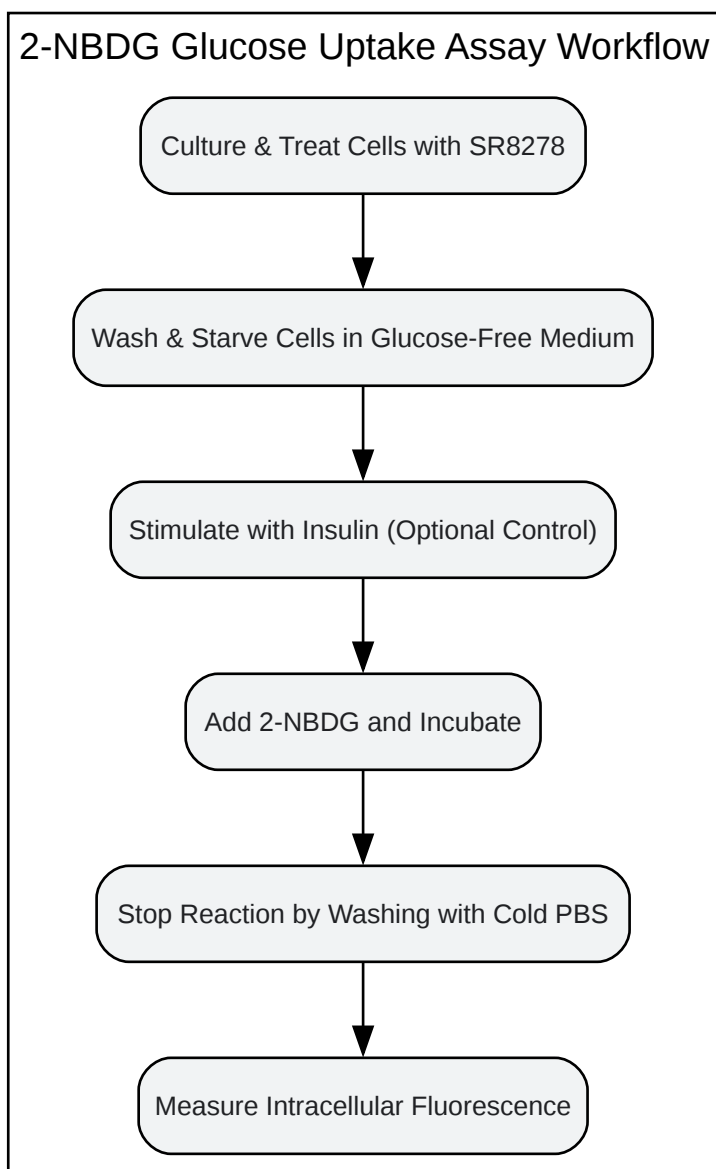 2-NBDG Glucose Uptake Assay Workflow
Culture & Treat Cells with SR8278
Wash & Starve Cells in Glucose-Free Medium
Stimulate with Insulin (Optional Control)
Add 2-NBDG and Incubate
Stop Reaction by Washing with Cold PBS
Measure Intracellular Fluorescence